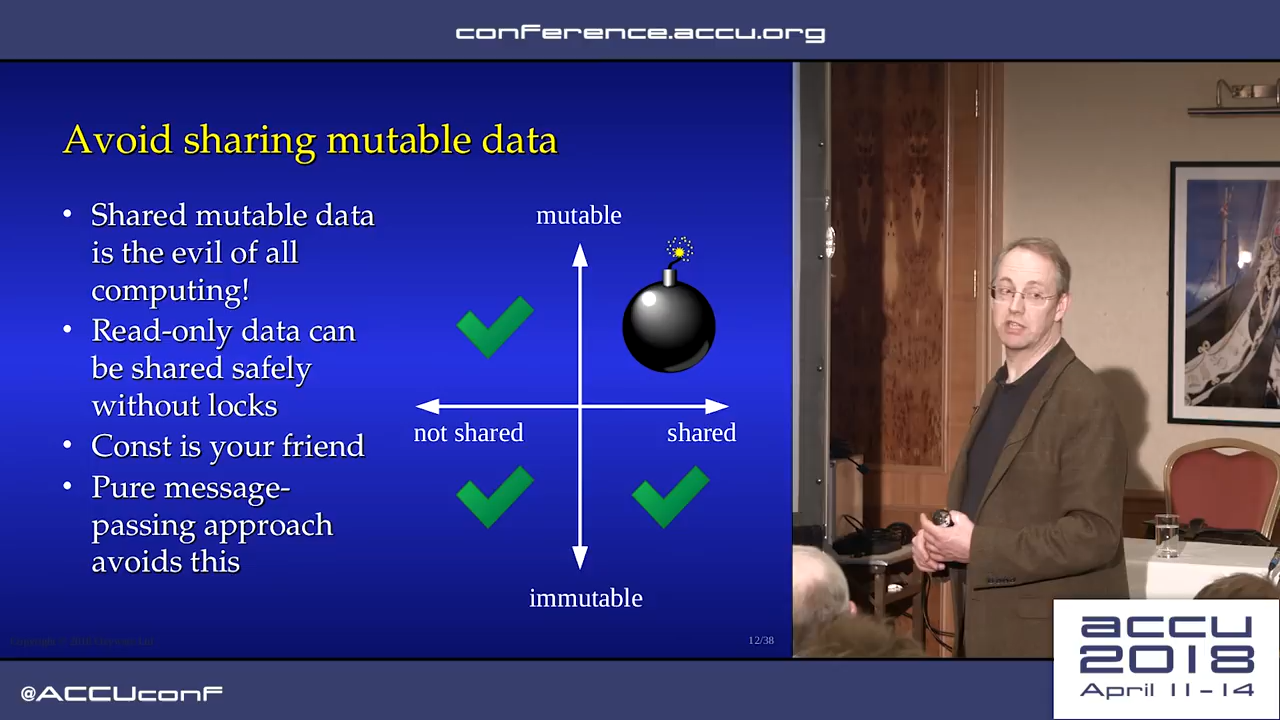 conference.accu.org
Avoid sharing mutable data
• Shared mutable data
is the evil of all
computing!
• Read-only data can
be shared safely
without locks
• Const is your friend
• Pure message-
passing approach
avoids this
mutable
not shared
shared
immutable
12/38
accu
2018
April 11-14
@ACCUconf